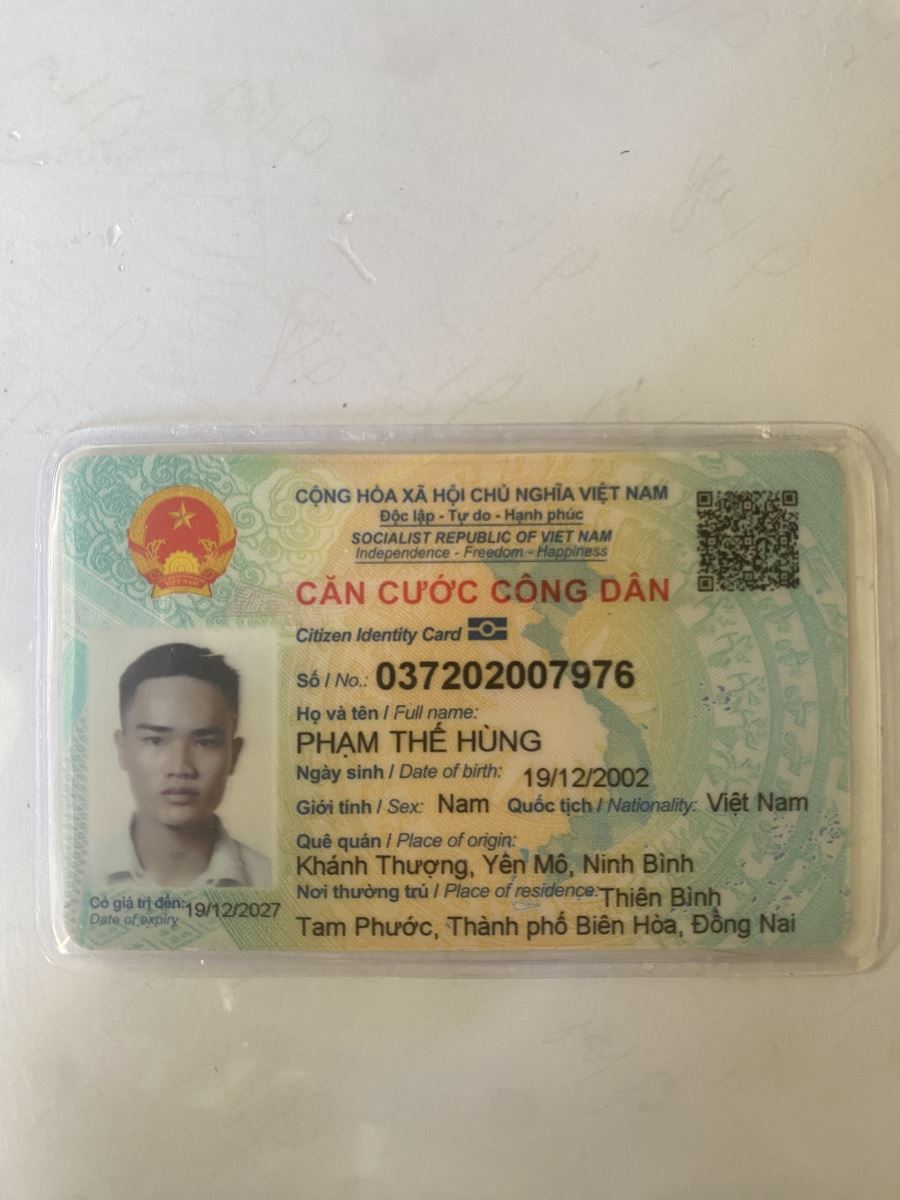 CỘNG HÒA XÃ HỘI CHỦ NGHĨA VIỆT NAM
Độc lập - Tự do - Hạnh phúc
SOCIALIST REPUBLIC OF VIET NAM
Independence - Freedom - Happiness
CĂN CƯỚC CÔNG DÂN
Citizen Identity Card
Số / No.: 037202007976
Họ và tên / Full name:
PHẠM THẾ HÙNG
Ngày sinh / Date of birth: 19/12/2002
Giới tính / Sex: Nam Quốc tịch / Nationality: Việt Nam
Quê quán / Place of origin:
Khánh Thượng, Yên Mô, Ninh Bình
Nơi thường trú / Place of residence: Thiên Bình
Tam Phước, Thành phố Biên Hòa, Đồng Nai
Có giá trị đến: 19/12/2027
Date of expiry
VIỆT NAM